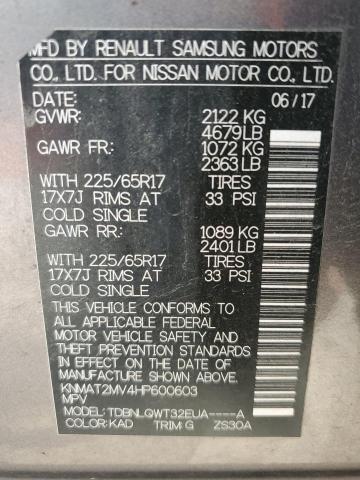 MFD BY RENAULT SAMSUNG MOTORS
CO., LTD. FOR NISSAN MOTOR CO., LTD.
DATE: 06/17
GVWR: 2122 KG
4679LB
GAWR FR: 1072 KG
2363LB
WITH 225/65R17 TIRES
17X7J RIMS AT 33 PSI
COLD SINGLE
GAWR RR: 1089 KG
2401LB
WITH 225/65R17 TIRES
17X7J RIMS AT 33 PSI
COLD SINGLE
THIS VEHICLE CONFORMS TO
ALL APPLICABLE FEDERAL
MOTOR VEHICLE SAFETY AND
THEFT PREVENTION STANDARDS
IN EFFECT ON THE DATE OF
MANUFACTURE SHOWN ABOVE.
KNMAT2MV4HP600603
MPV
MODEL: TDBNLQWT32EUA----A
COLOR: KAD TRIM: G ZS30A